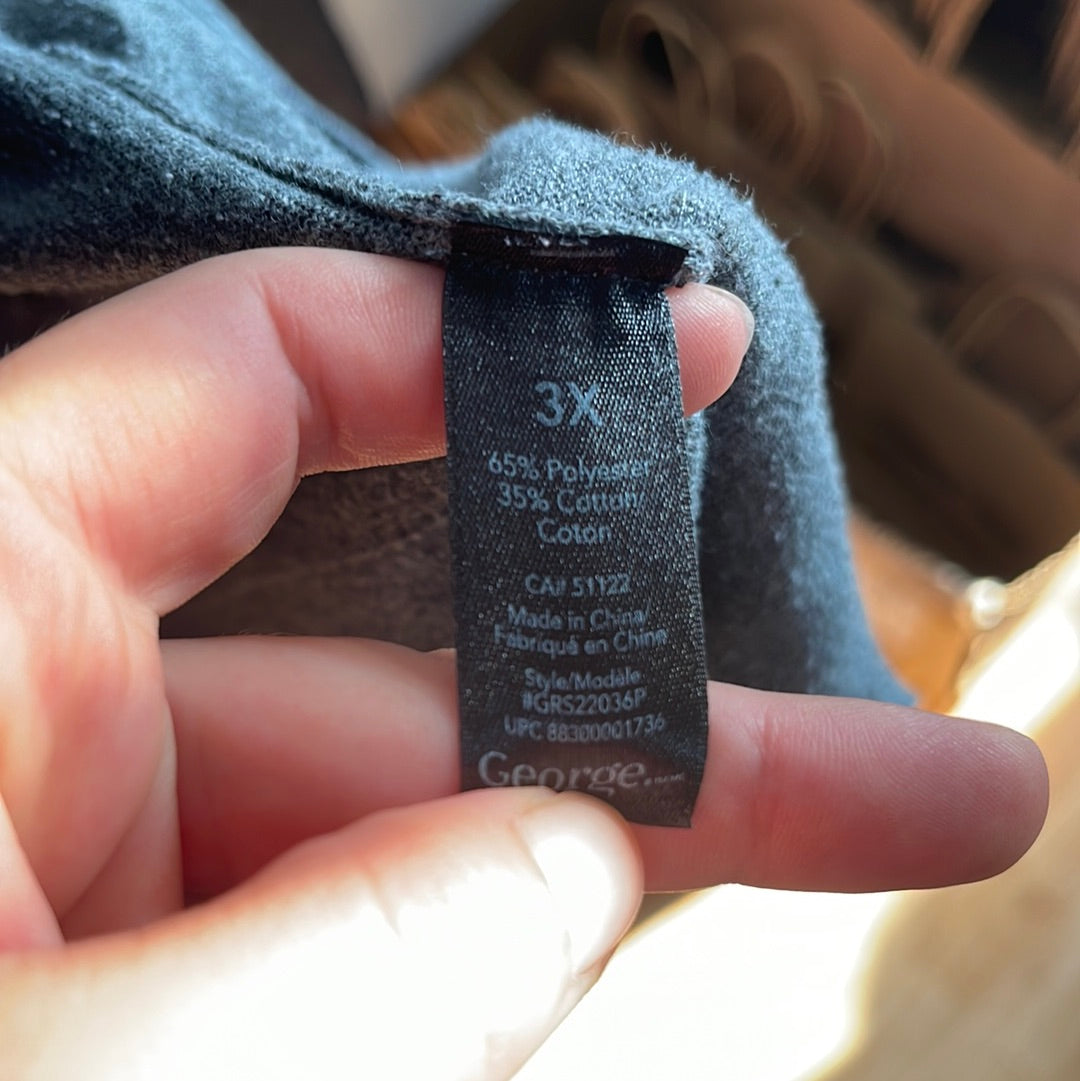 3X
65% Polyester
35% Cotton/
Coton
CA# 51122
Made in China/
Fabriqué en China
Style/Modèle
#GRS22036P
UPC 88300001736
George.